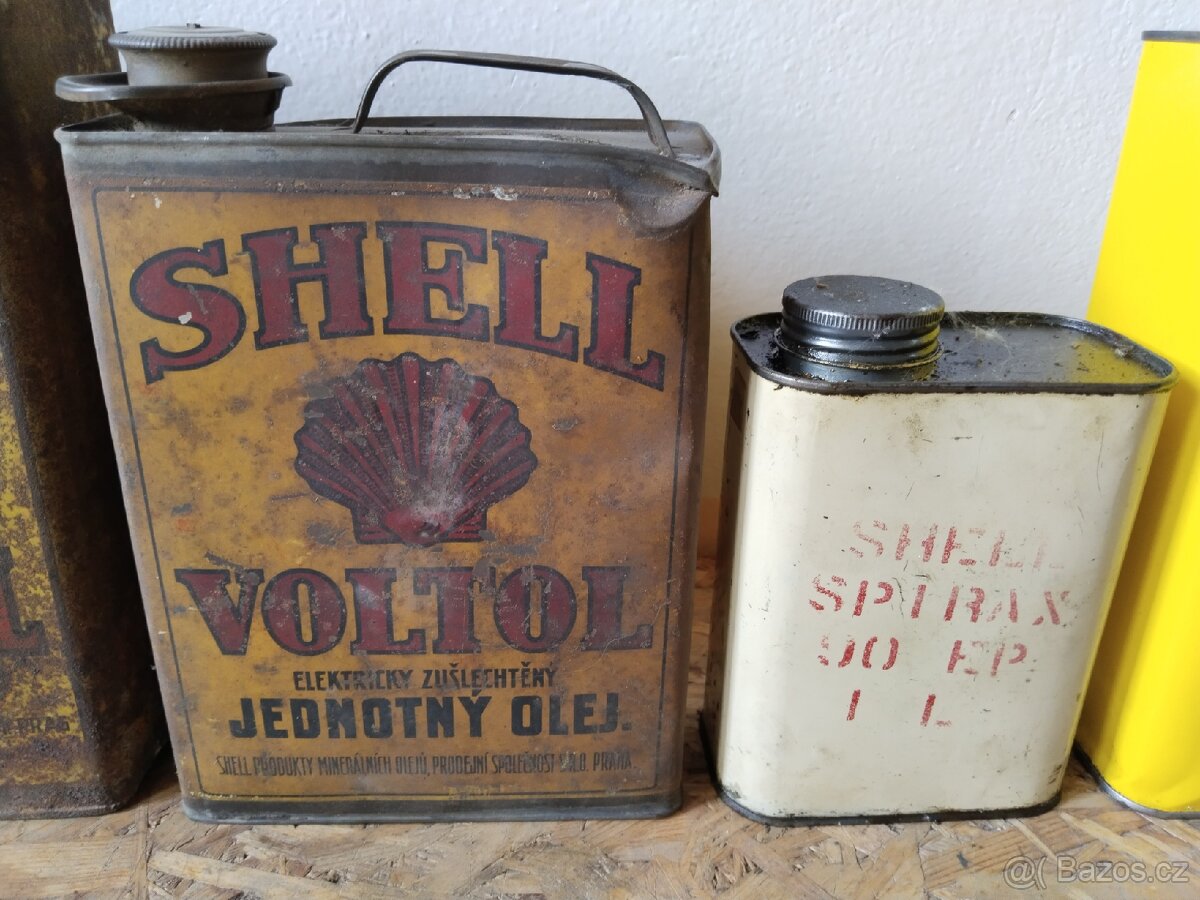 SHELL
VOLTOL
ELEKTRICKY ZUŠLECHTĚNÝ
JEDNOTNÝ OLEJ.
SHELL PRODUKTY MINERÁLNÍCH OLEJŮ, PRODEJNÍ SPOLEČNOST S.R.O. PRAHA.
SHELL
SPIRAX
90 EP
1 L
Bazos.cz